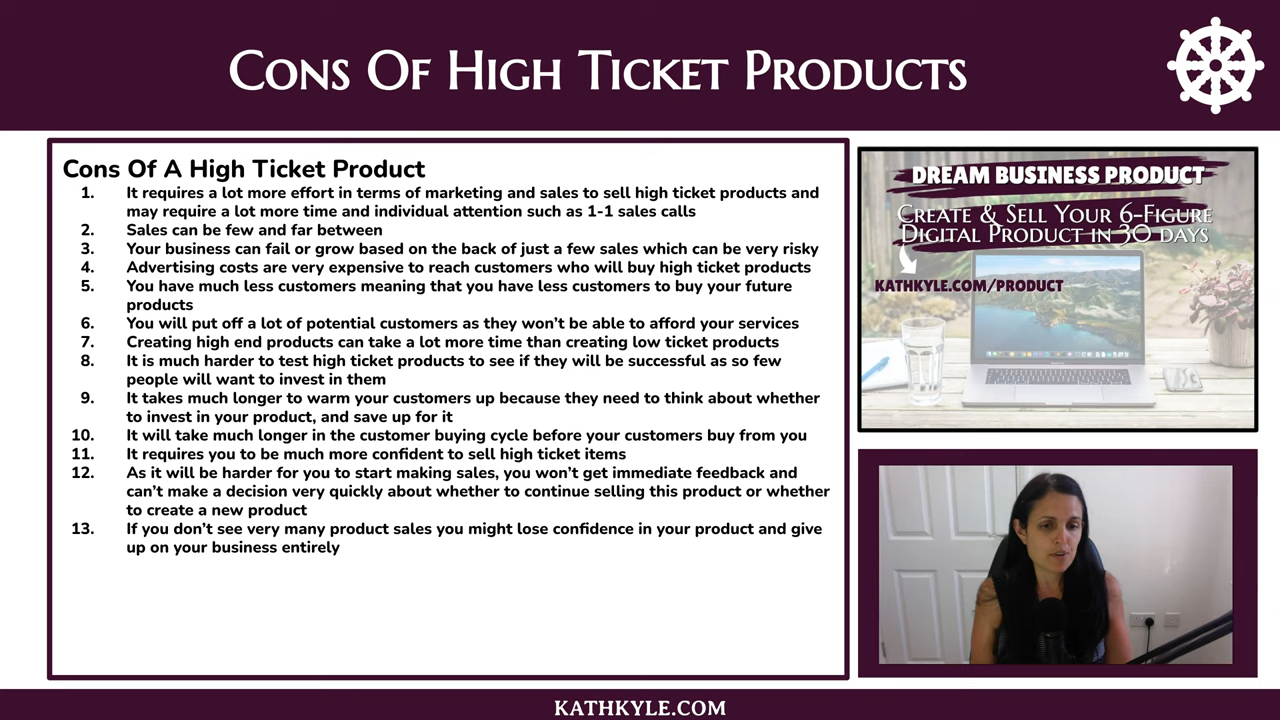 Cons Of High Ticket Products
Cons Of A High Ticket Product
1. It requires a lot more effort in terms of marketing and sales to sell high ticket products and
may require a lot more time and individual attention such as 1-1 sales calls
2. Sales can be few and far between
3. Your business can fail or grow based on the back of just a few sales which can be very risky
4. Advertising costs are very expensive to reach customers who will buy high ticket products
5. You have much less customers meaning that you have less customers to buy your future
products
6. You will put off a lot of potential customers as they won’t be able to afford your services
7. Creating high end products can take a lot more time than creating low ticket products
8. It is much harder to test high ticket products to see if they will be successful as so few
people will want to invest in them
9. It takes much longer to warm your customers up because they need to think about whether
to invest in your product, and save up for it
10. It will take much longer in the customer buying cycle before your customers buy from you
11. It requires you to be much more confident to sell high ticket items
12. As it will be harder for you to start making sales, you won’t get immediate feedback and
can’t make a decision very quickly about whether to continue selling this product or whether
to create a new product
13. If you don’t see very many product sales you might lose confidence in your product and give
up on your business entirely
DREAM BUSINESS PRODUCT
Create & Sell Your 6-Figure
Digital Product in 30 days
KATHKYLE.COM/PRODUCT
KATHKYLE.COM